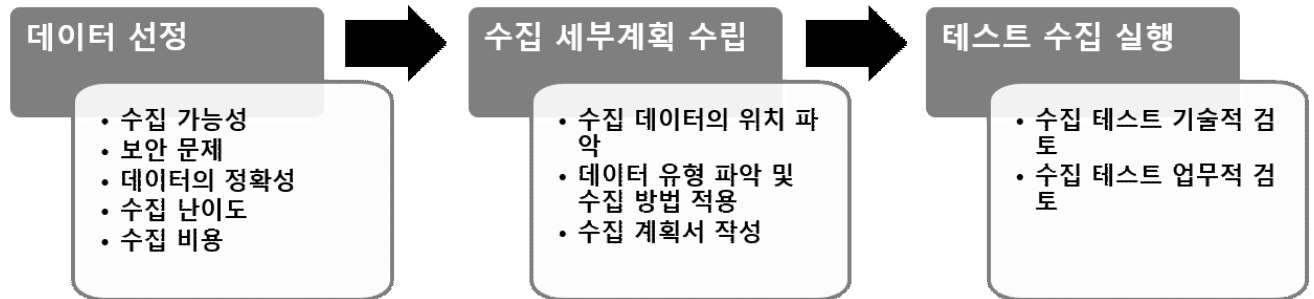 데이터 선정
• 수집 가능성
• 보안 문제
• 데이터의 정확성
• 수집 난이도
• 수집 비용
수집 세부계획 수립
• 수집 데이터의 위치 파
악
• 데이터 유형 파악 및
수집 방법 적용
• 수집 계획서 작성
테스트 수집 실행
• 수집 테스트 기술적 검
토
• 수집 테스트 업무적 검
토